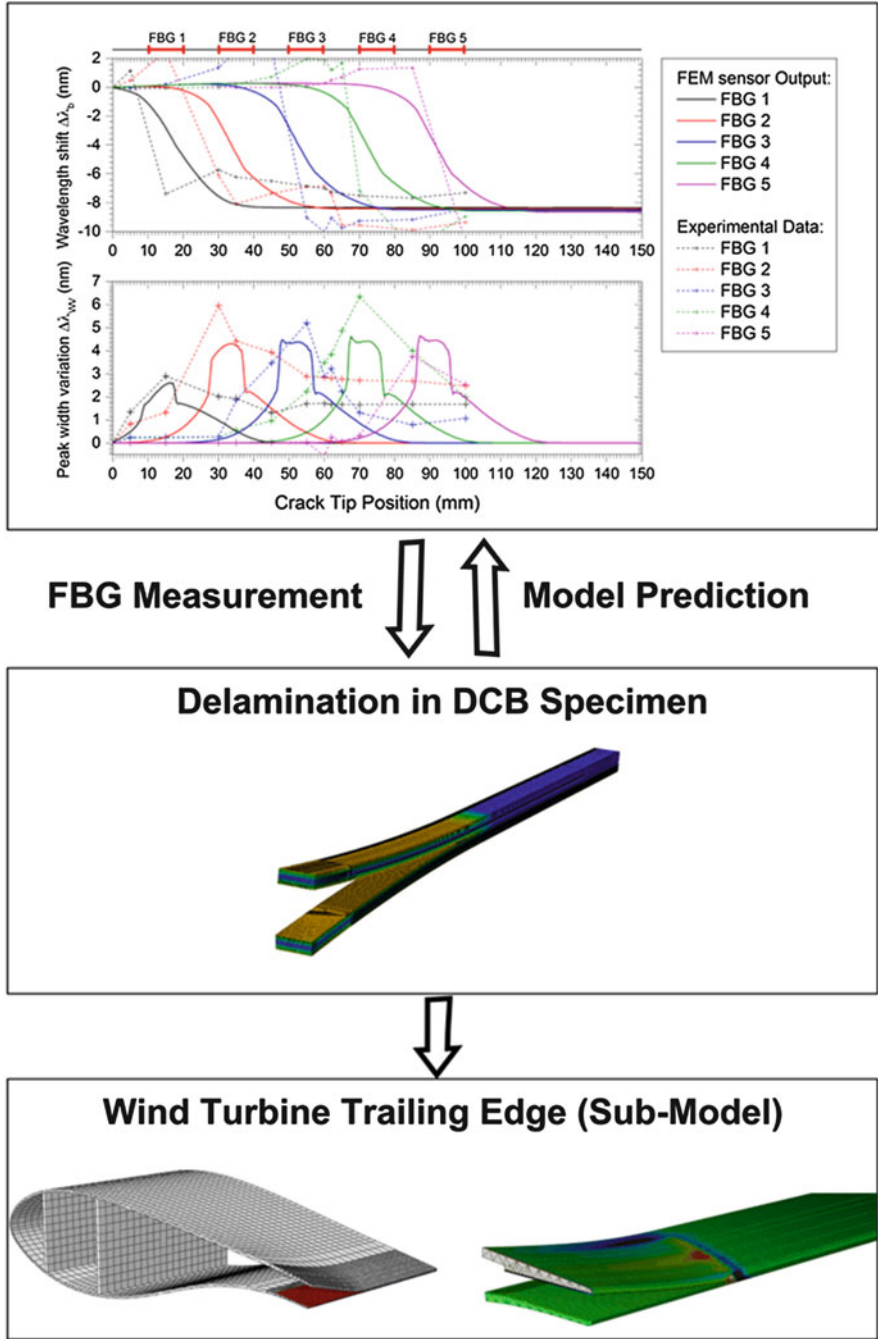 FBG 1 FBG 2 FBG 3 FBG 4 FBG 5
Wavelength shift Δλb (nm)
2
0
-2
-4
-6
-8
-10
0 10 20 30 40 50 60 70 80 90 100 110 120 130 140 150
FEM sensor Output:
FBG 1
FBG 2
FBG 3
FBG 4
FBG 5
Experimental Data:
FBG 1
FBG 2
FBG 3
FBG 4
FBG 5
Peak width variation ΔλWV (nm)
7
6
5
4
3
2
1
0
0 10 20 30 40 50 60 70 80 90 100 110 120 130 140 150
Crack Tip Position (mm)
FBG Measurement
Model Prediction
Delamination in DCB Specimen
Wind Turbine Trailing Edge (Sub-Model)